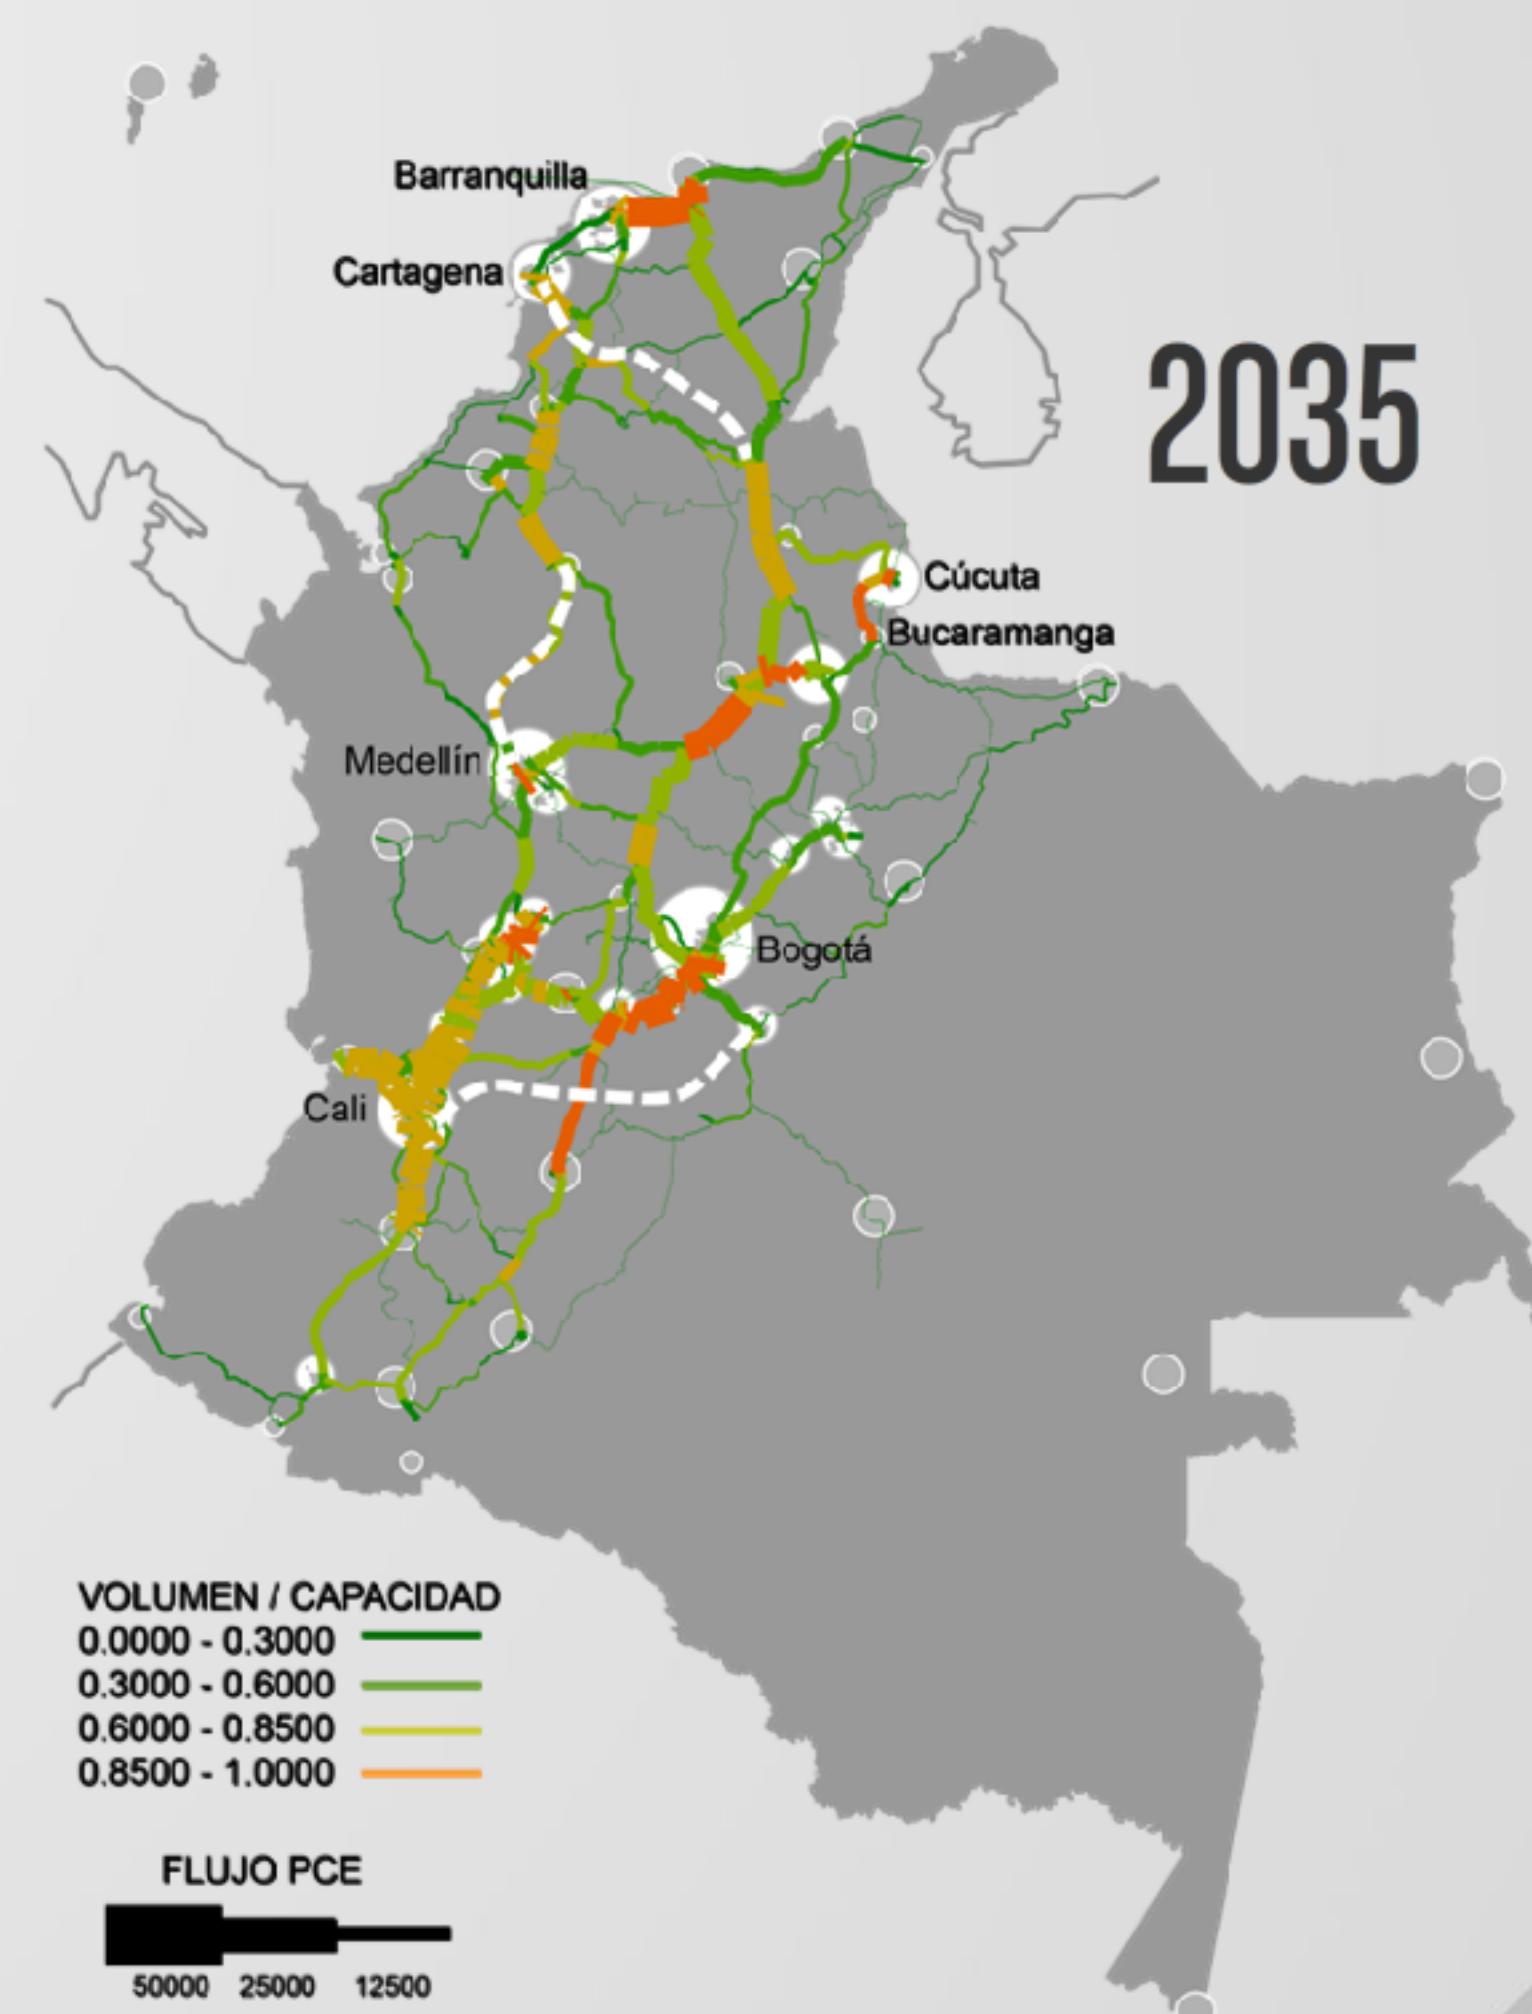 Barranquilla
Cartagena
2035
Cúcuta
Bucaramanga
Medellín
Bogotá
Cali
VOLUMEN / CAPACIDAD
0.0000 - 0.3000
0.3000 - 0.6000
0.6000 - 0.8500
0.8500 - 1.0000
FLUJO PCE
50000 25000 12500